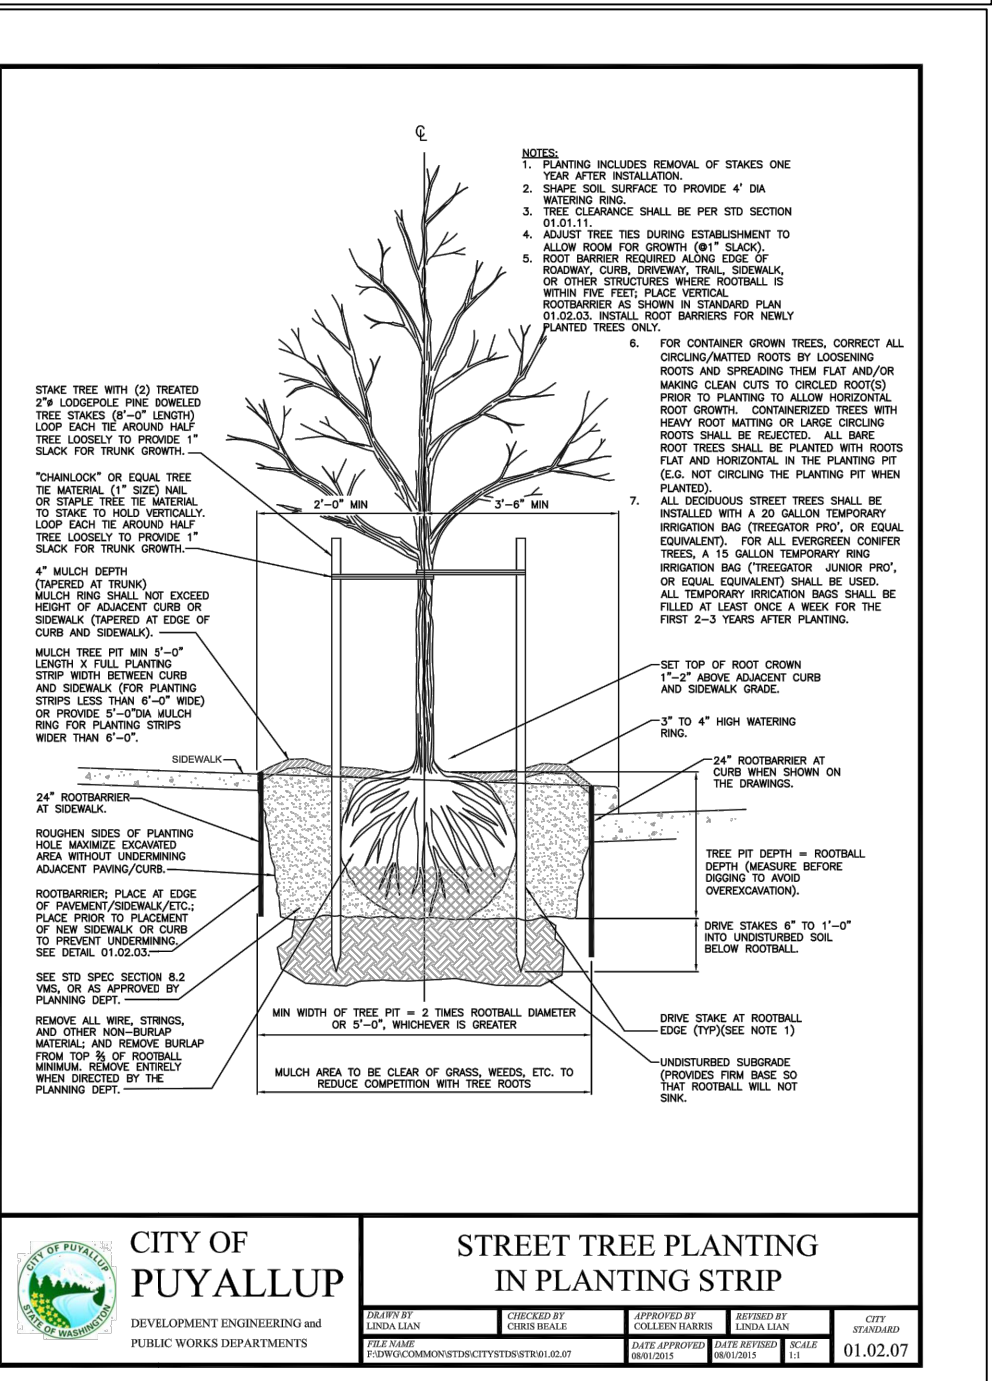 ℄
NOTES:
1. PLANTING INCLUDES REMOVAL OF STAKES ONE
YEAR AFTER INSTALLATION.
2. SHAPE SOIL SURFACE TO PROVIDE 4' DIA
WATERING RING.
3. TREE CLEARANCE SHALL BE PER STD SECTION
01.01.11.
4. ADJUST TREE TIES DURING ESTABLISHMENT TO
ALLOW ROOM FOR GROWTH (@1" SLACK).
5. ROOT BARRIER REQUIRED ALONG EDGE OF
ROADWAY, CURB, DRIVEWAY, TRAIL, SIDEWALK,
OR OTHER STRUCTURES WHERE ROOTBALL IS
WITHIN FIVE FEET; PLACE VERTICAL
ROOTBARRIER AS SHOWN IN STANDARD PLAN
01.02.03. INSTALL ROOT BARRIERS FOR NEWLY
PLANTED TREES ONLY.
6. FOR CONTAINER GROWN TREES, CORRECT ALL
CIRCLING/MATTED ROOTS BY LOOSENING
ROOTS AND SPREADING THEM FLAT AND/OR
MAKING CLEAN CUTS TO CIRCLED ROOT(S)
PRIOR TO PLANTING TO ALLOW HORIZONTAL
ROOT GROWTH. CONTAINERIZED TREES WITH
HEAVY ROOT MATTING OR LARGE CIRCLING
ROOTS SHALL BE REJECTED. ALL BARE
ROOT TREES SHALL BE PLANTED WITH ROOTS
FLAT AND HORIZONTAL IN THE PLANTING PIT
(E.G. NOT CIRCLING THE PLANTING PIT WHEN
PLANTED).
7. ALL DECIDUOUS STREET TREES SHALL BE
INSTALLED WITH A 20 GALLON TEMPORARY
IRRIGATION BAG (TREEGATOR PRO', OR EQUAL
EQUIVALENT). FOR ALL EVERGREEN CONIFER
TREES, A 15 GALLON TEMPORARY RING
IRRIGATION BAG ('TREEGATOR JUNIOR PRO',
OR EQUAL EQUIVALENT) SHALL BE USED.
ALL TEMPORARY IRRICATION BAGS SHALL BE
FILLED AT LEAST ONCE A WEEK FOR THE
FIRST 2-3 YEARS AFTER PLANTING.
STAKE TREE WITH (2) TREATED
2"ø LODGEPOLE PINE DOWELED
TREE STAKES (8'-0" LENGTH)
LOOP EACH TIE AROUND HALF
TREE LOOSELY TO PROVIDE 1"
SLACK FOR TRUNK GROWTH.
"CHAINLOCK" OR EQUAL TREE
TIE MATERIAL (1" SIZE) NAIL
OR STAPLE TREE TIE MATERIAL
TO STAKE TO HOLD VERTICALLY.
LOOP EACH TIE AROUND HALF
TREE LOOSELY TO PROVIDE 1"
SLACK FOR TRUNK GROWTH.
2'-0" MIN
3'-6" MIN
4" MULCH DEPTH
(TAPERED AT TRUNK)
MULCH RING SHALL NOT EXCEED
HEIGHT OF ADJACENT CURB OR
SIDEWALK (TAPERED AT EDGE OF
CURB AND SIDEWALK).
MULCH TREE PIT MIN 5'-0"
LENGTH X FULL PLANTING
STRIP WIDTH BETWEEN CURB
AND SIDEWALK (FOR PLANTING
STRIPS LESS THAN 6'-0" WIDE)
OR PROVIDE 5'-0"DIA MULCH
RING FOR PLANTING STRIPS
WIDER THAN 6'-0".
SIDEWALK
24" ROOTBARRIER
AT SIDEWALK.
ROUGHEN SIDES OF PLANTING
HOLE MAXIMIZE EXCAVATED
AREA WITHOUT UNDERMINING
ADJACENT PAVING/CURB.
ROOTBARRIER; PLACE AT EDGE
OF PAVEMENT/SIDEWALK/ETC.;
PLACE PRIOR TO PLACEMENT
OF NEW SIDEWALK OR CURB
TO PREVENT UNDERMINING.
SEE DETAIL 01.02.03.
SEE STD SPEC SECTION 8.2
VMS, OR AS APPROVED BY
PLANNING DEPT.
REMOVE ALL WIRE, STRINGS,
AND OTHER NON-BURLAP
MATERIAL; AND REMOVE BURLAP
FROM TOP ⅔ OF ROOTBALL
MINIMUM. REMOVE ENTIRELY
WHEN DIRECTED BY THE
PLANNING DEPT.
SET TOP OF ROOT CROWN
1"-2" ABOVE ADJACENT CURB
AND SIDEWALK GRADE.
3" TO 4" HIGH WATERING
RING.
24" ROOTBARRIER AT
CURB WHEN SHOWN ON
THE DRAWINGS.
TREE PIT DEPTH = ROOTBALL
DEPTH (MEASURE BEFORE
DIGGING TO AVOID
OVEREXCAVATION).
DRIVE STAKES 6" TO 1'-0"
INTO UNDISTURBED SOIL
BELOW ROOTBALL.
DRIVE STAKE AT ROOTBALL
EDGE (TYP)(SEE NOTE 1)
UNDISTURBED SUBGRADE
(PROVIDES FIRM BASE SO
THAT ROOTBALL WILL NOT
SINK.
MIN WIDTH OF TREE PIT = 2 TIMES ROOTBALL DIAMETER
OR 5'-0", WHICHEVER IS GREATER
MULCH AREA TO BE CLEAR OF GRASS, WEEDS, ETC. TO
REDUCE COMPETITION WITH TREE ROOTS
CITY OF PUYALLUP
STATE OF WASHINGTON
CITY OF
PUYALLUP
DEVELOPMENT ENGINEERING and
PUBLIC WORKS DEPARTMENTS
STREET TREE PLANTING
IN PLANTING STRIP
DRAWN BY
LINDA LIAN
CHECKED BY
CHRIS BEALE
APPROVED BY
COLLEEN HARRIS
REVISED BY
LINDA LIAN
FILE NAME
F:\DWG\COMMON\STDS\CITYSTDS\STR\01.02.07
DATE APPROVED
08/01/2015
DATE REVISED
08/01/2015
SCALE
1:1
CITY
STANDARD
01.02.07